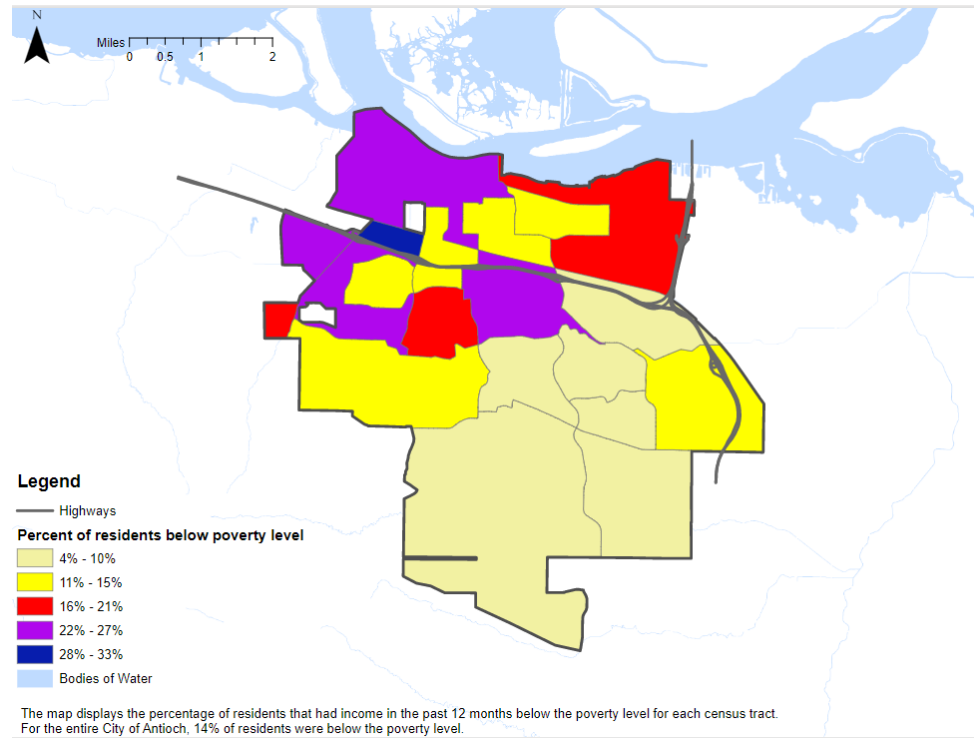 N
Miles
0 0.5 1 2
Legend
Highways
Percent of residents below poverty level
4% - 10%
11% - 15%
16% - 21%
22% - 27%
28% - 33%
Bodies of Water
The map displays the percentage of residents that had income in the past 12 months below the poverty level for each census tract.
For the entire City of Antioch, 14% of residents were below the poverty level.